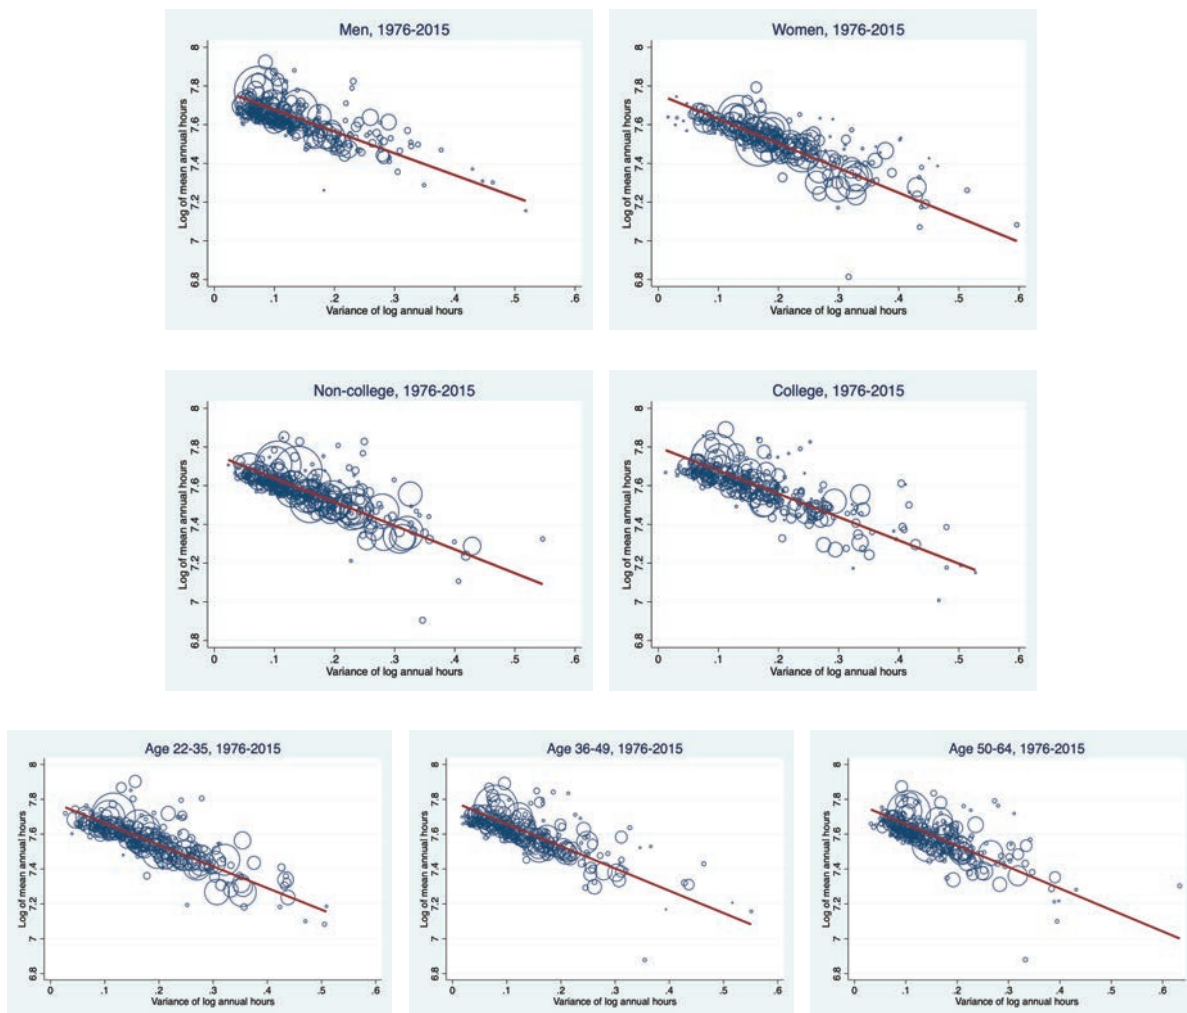 Men, 1976-2015
Log of mean annual hours
8
7.8
7.6
7.4
7.2
7
6.8
0 .1 .2 .3 .4 .5 .6
Variance of log annual hours
Women, 1976-2015
Log of mean annual hours
8
7.8
7.6
7.4
7.2
7
6.8
0 .1 .2 .3 .4 .5 .6
Variance of log annual hours
Non-college, 1976-2015
Log of mean annual hours
8
7.8
7.6
7.4
7.2
7
6.8
0 .1 .2 .3 .4 .5 .6
Variance of log annual hours
College, 1976-2015
Log of mean annual hours
8
7.8
7.6
7.4
7.2
7
6.8
0 .1 .2 .3 .4 .5 .6
Variance of log annual hours
Age 22-35, 1976-2015
Log of mean annual hours
8
7.8
7.6
7.4
7.2
7
6.8
0 .1 .2 .3 .4 .5 .6
Variance of log annual hours
Age 36-49, 1976-2015
Log of mean annual hours
8
7.8
7.6
7.4
7.2
7
6.8
0 .1 .2 .3 .4 .5 .6
Variance of log annual hours
Age 50-64, 1976-2015
Log of mean annual hours
8
7.8
7.6
7.4
7.2
7
6.8
0 .1 .2 .3 .4 .5 .6
Variance of log annual hours